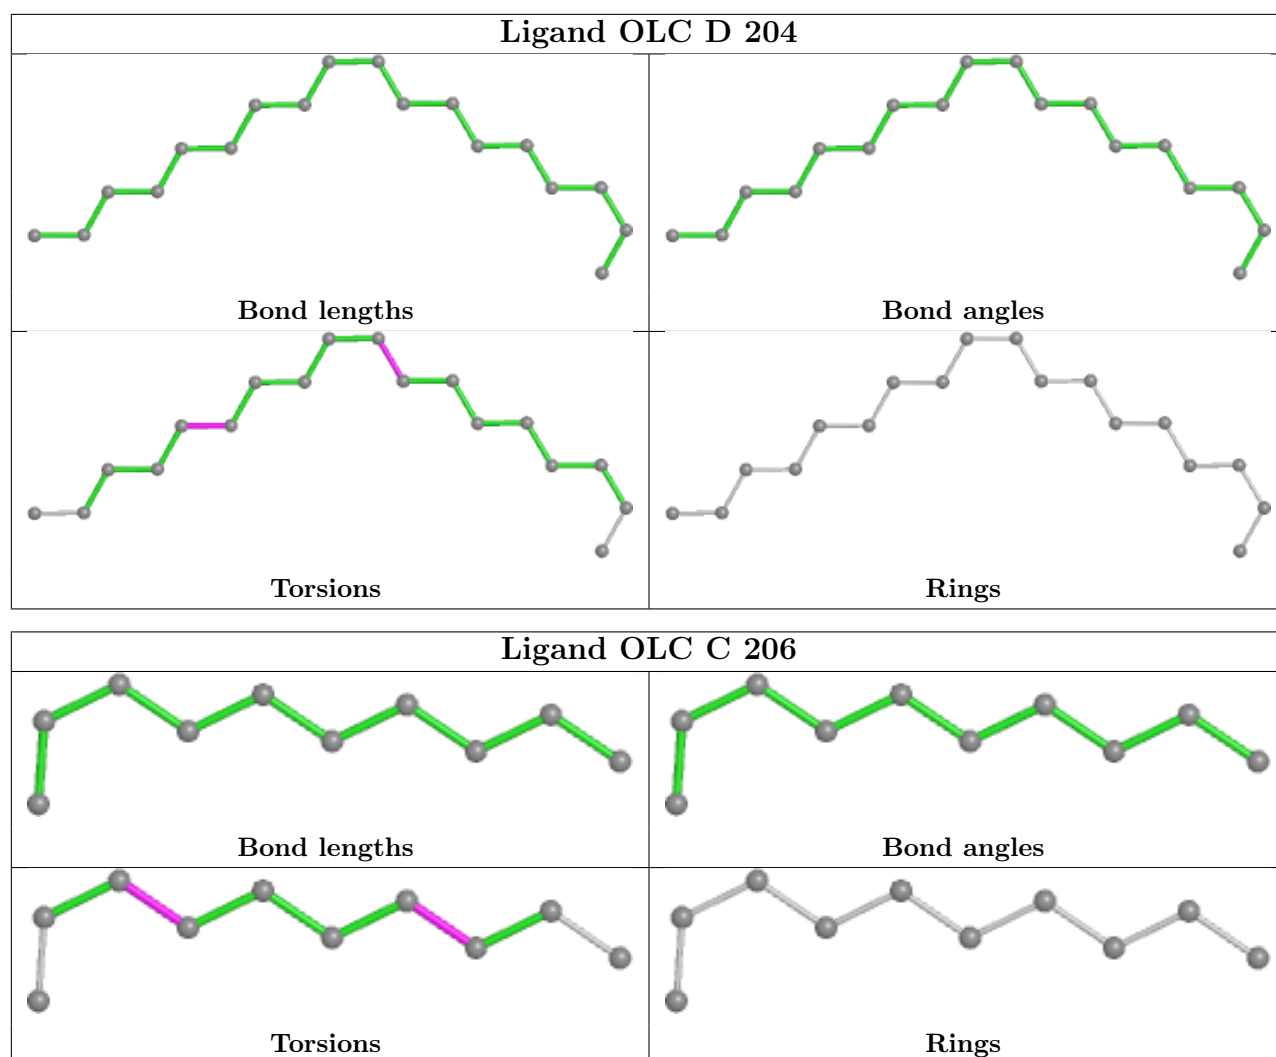 Ligand OLC D 204
Bond lengths
Bond angles
Torsions
Rings
Ligand OLC C 206
Bond lengths
Bond angles
Torsions
Rings